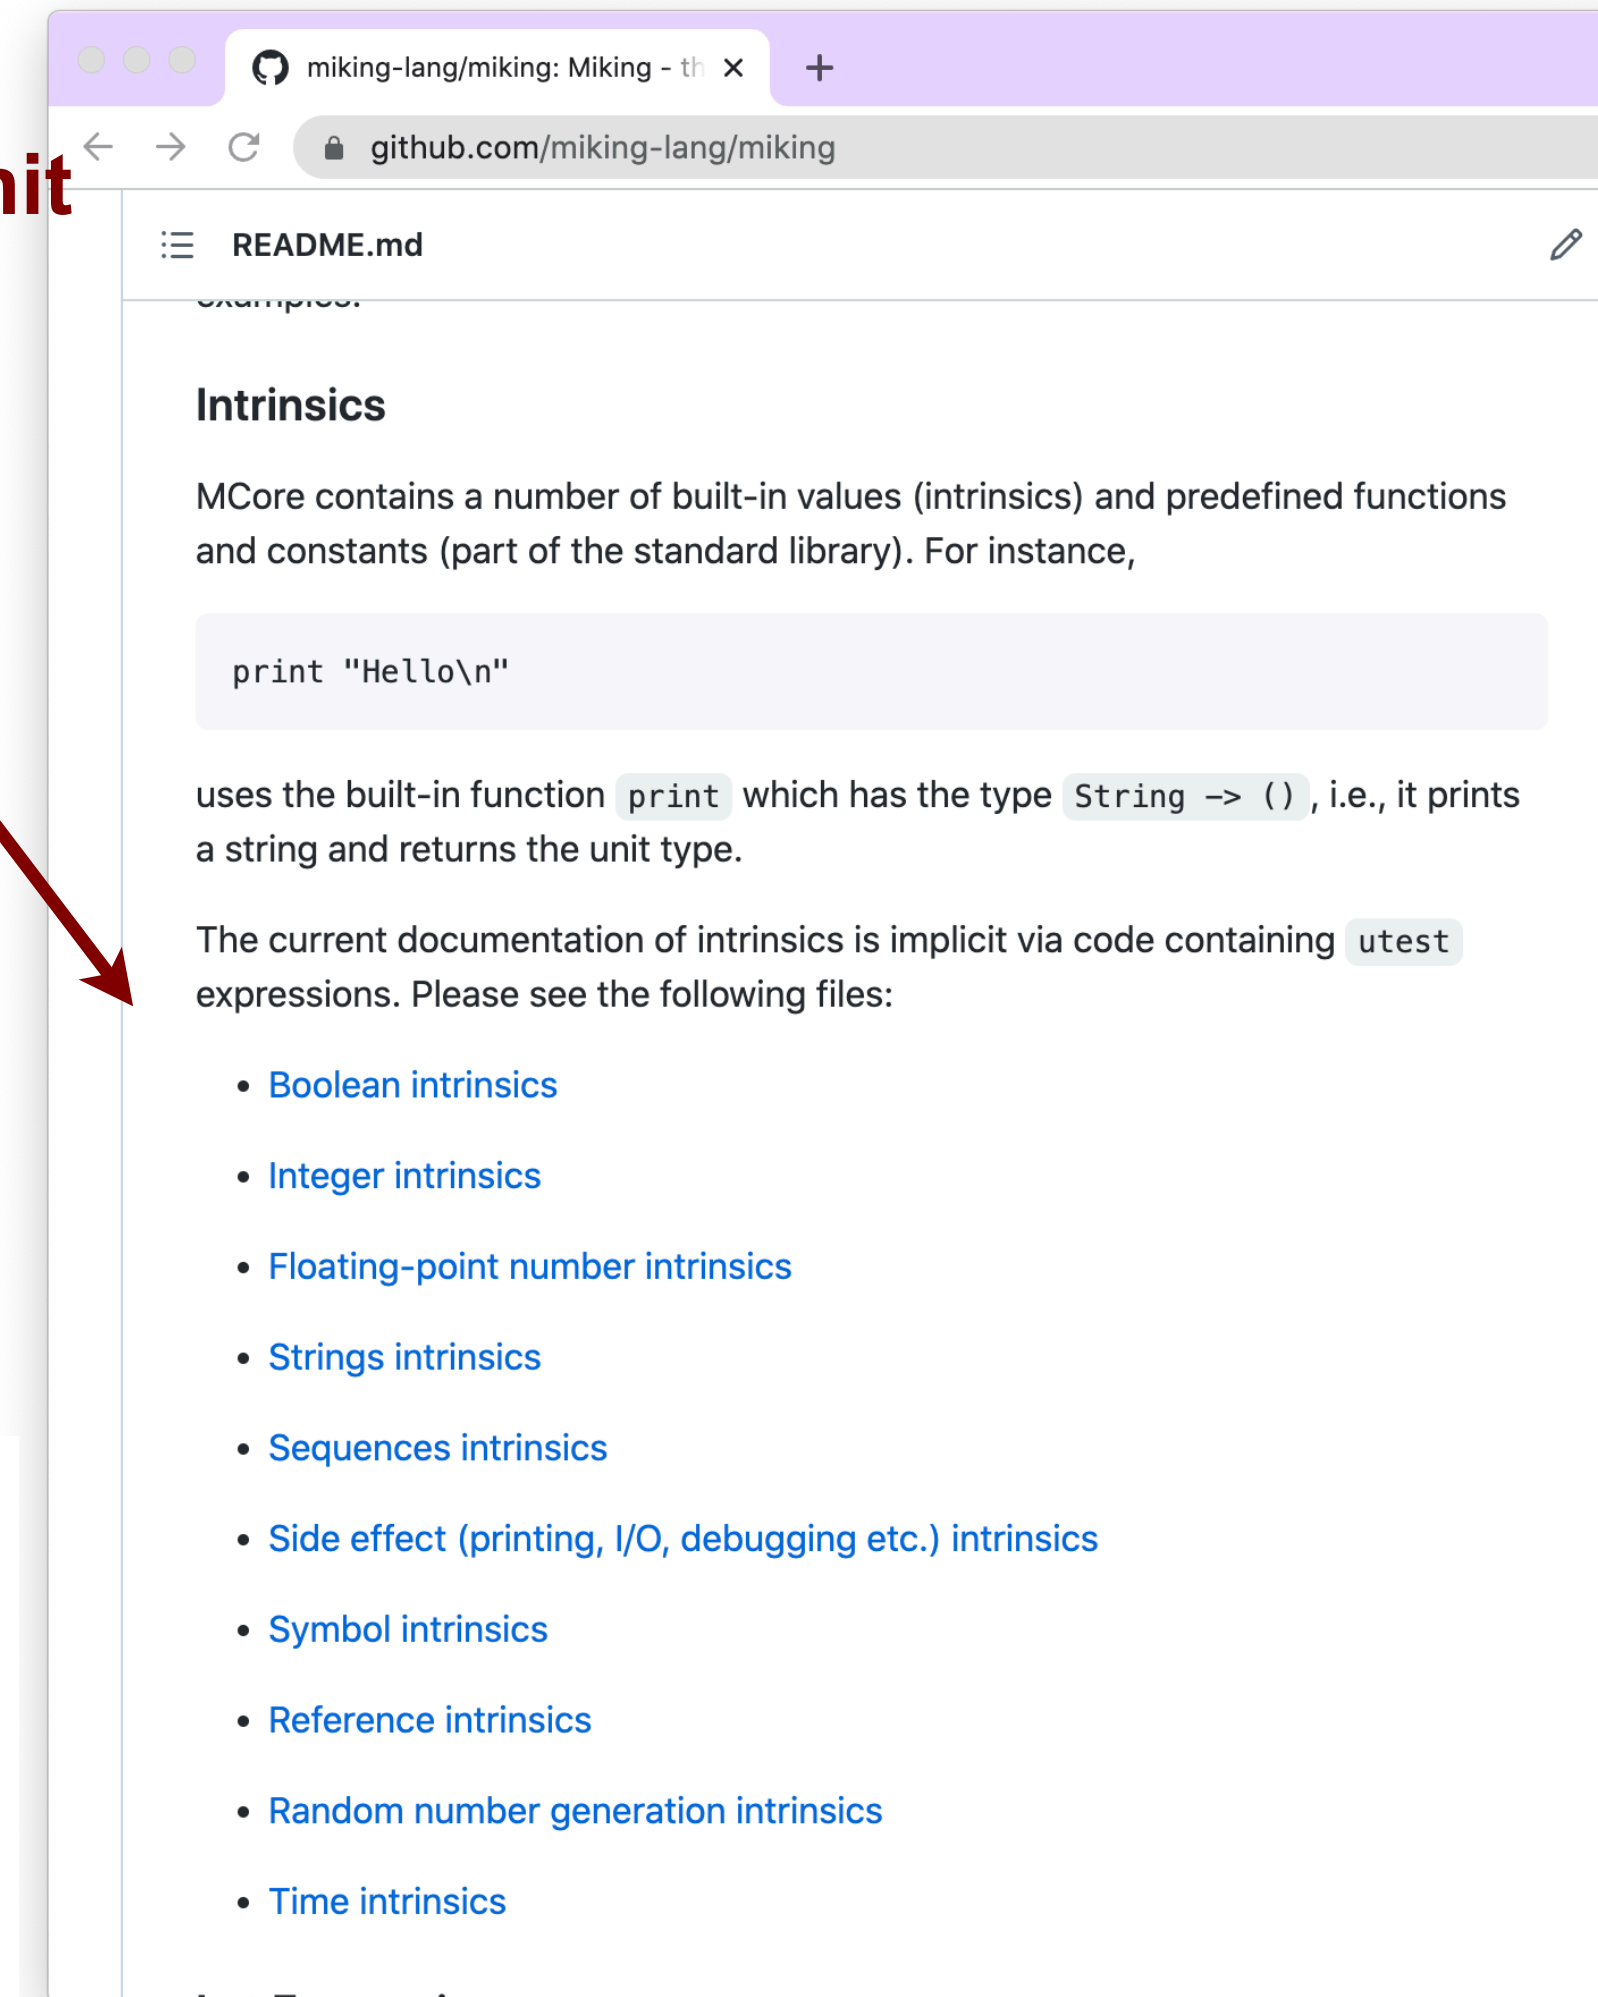 miking-lang/miking: Miking - th
github.com/miking-lang/miking
README.md
examples:
Intrinsics
MCore contains a number of built-in values (intrinsics) and predefined functions
and constants (part of the standard library). For instance,
print "Hello\n"
uses the built-in function print which has the type String -> (), i.e., it prints
a string and returns the unit type.
The current documentation of intrinsics is implicit via code containing utest
expressions. Please see the following files:
• Boolean intrinsics
• Integer intrinsics
• Floating-point number intrinsics
• Strings intrinsics
• Sequences intrinsics
• Side effect (printing, I/O, debugging etc.) intrinsics
• Symbol intrinsics
• Reference intrinsics
• Random number generation intrinsics
• Time intrinsics